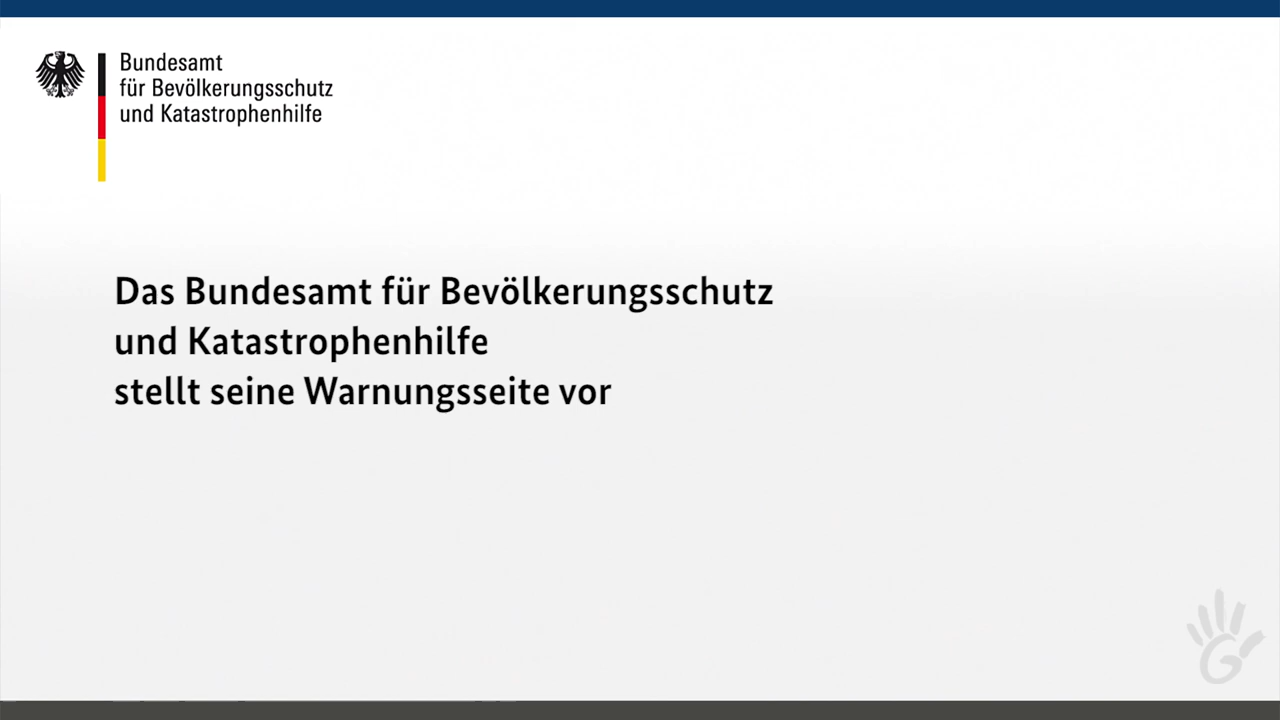 Bundesamt
für Bevölkerungsschutz
und Katastrophenhilfe
Das Bundesamt für Bevölkerungsschutz
und Katastrophenhilfe
stellt seine Warnungsseite vor
G